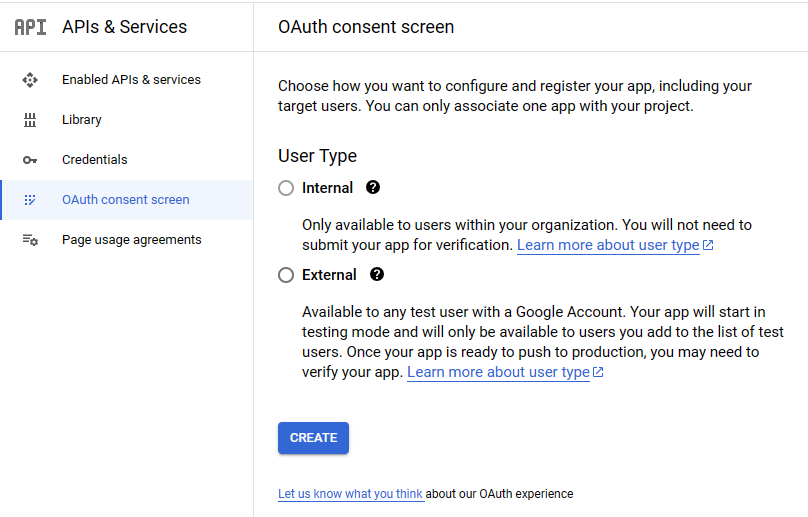 API APIs & Services
Enabled APIs & services
Library
Credentials
OAuth consent screen
Page usage agreements
OAuth consent screen
Choose how you want to configure and register your app, including your
target users. You can only associate one app with your project.
User Type
Internal ?
Only available to users within your organization. You will not need to
submit your app for verification. Learn more about user type
External ?
Available to any test user with a Google Account. Your app will start in
testing mode and will only be available to users you add to the list of test
users. Once your app is ready to push to production, you may need to
verify your app. Learn more about user type
CREATE
Let us know what you think about our OAuth experience